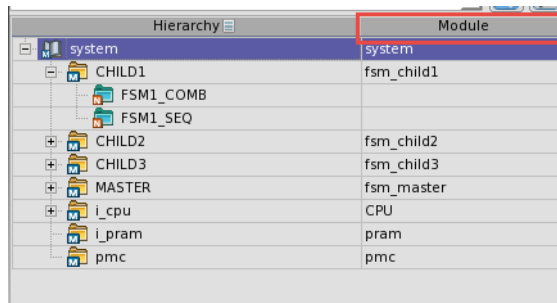 Hierarchy Module
system system
CHILD1 fsm_child1
FSM1_COMB
FSM1_SEQ
CHILD2 fsm_child2
CHILD3 fsm_child3
MASTER fsm_master
i_cpu CPU
i_pram pram
pmc pmc